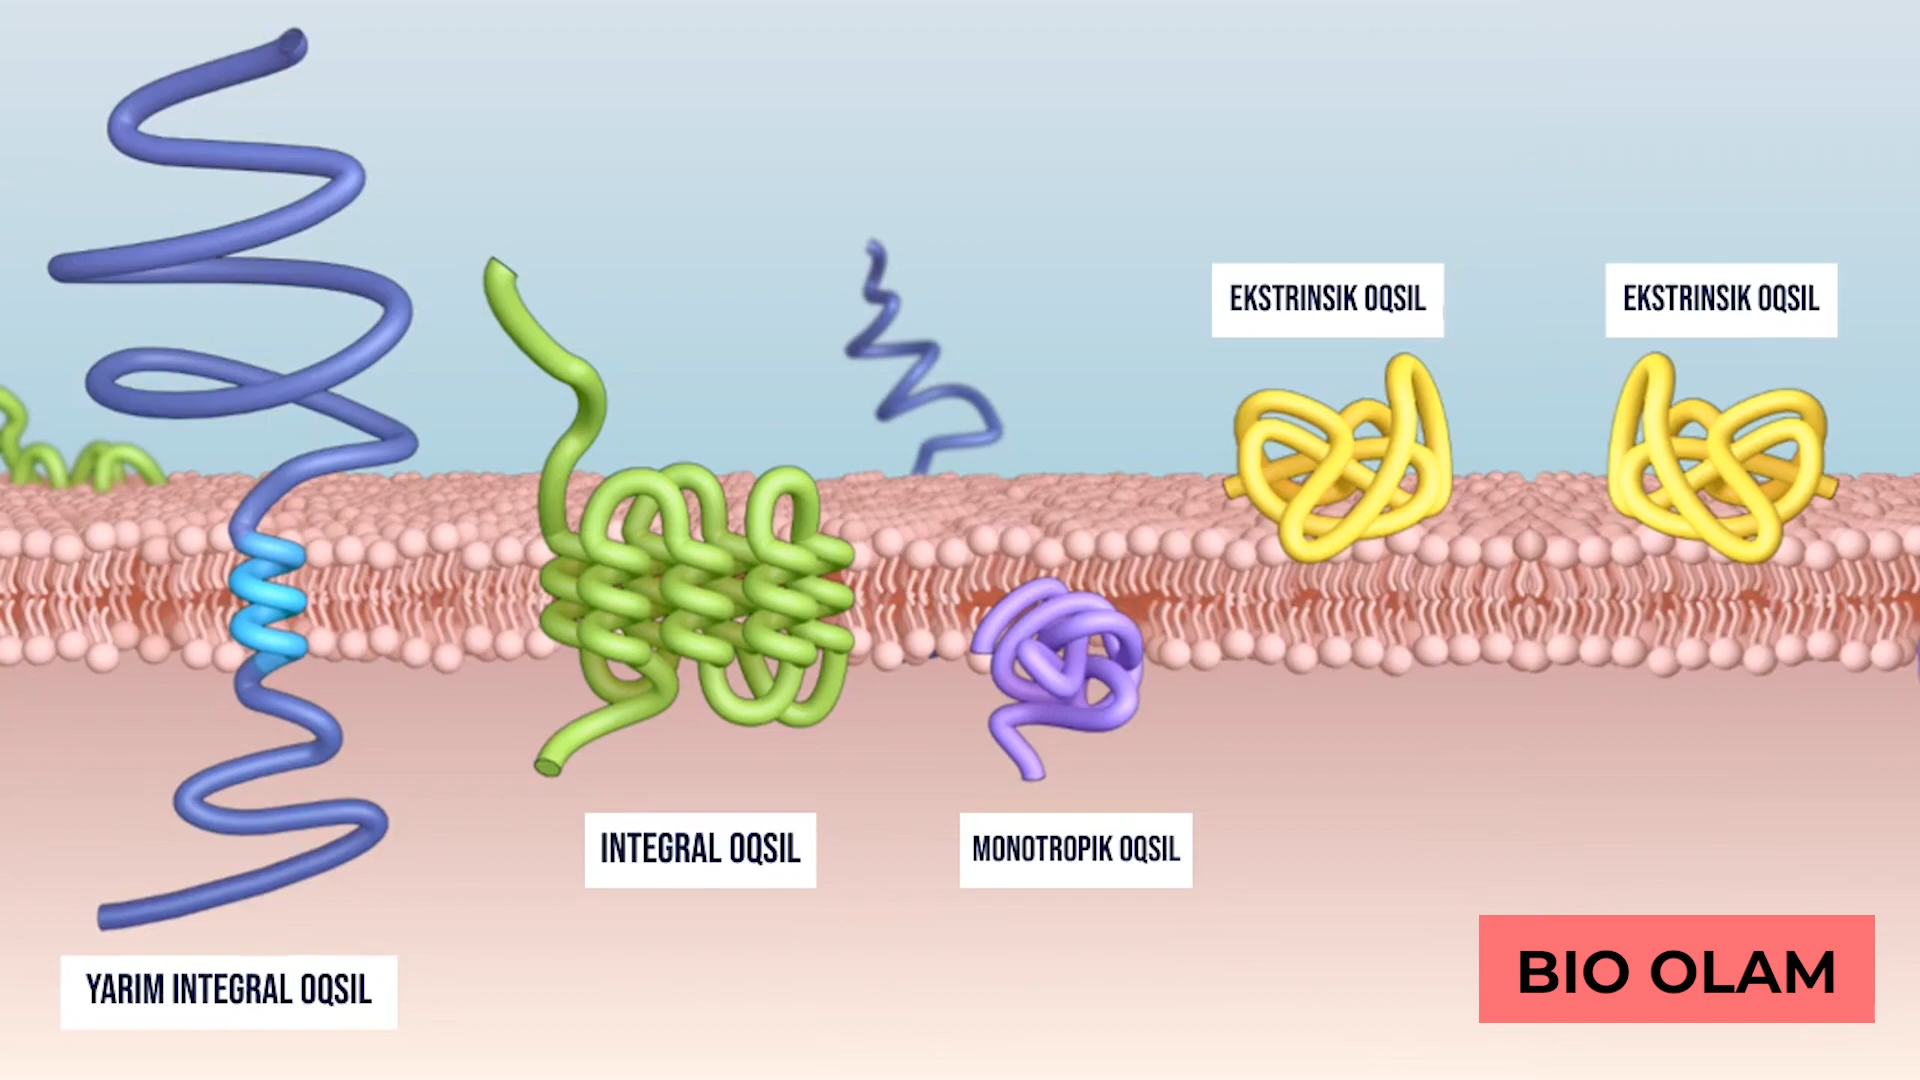 EKSTRINSIK OQSIL
EKSTRINSIK OQSIL
INTEGRAL OQSIL
MONOTROPIK OQSIL
YARIM INTEGRAL OQSIL
BIO OLAM